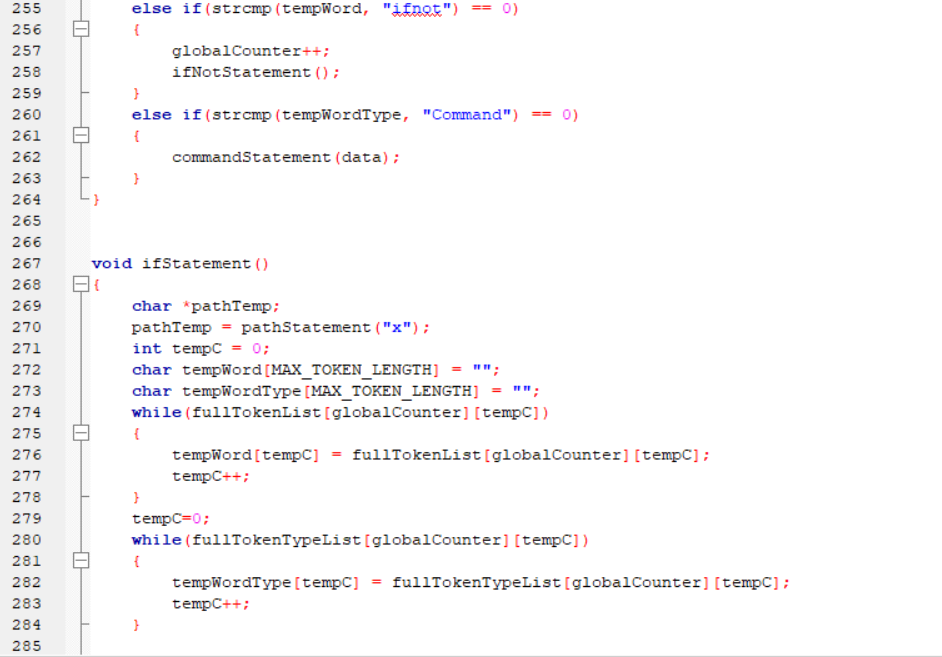 255 else if(strcmp(tempWord, "ifnot") == 0)
256 {
257 globalCounter++;
258 ifNotStatement();
259 }
260 else if(strcmp(tempWordType, "Command") == 0)
261 {
262 commandStatement(data);
263 }
264 }
265
266
267 void ifStatement()
268 {
269 char *pathTemp;
270 pathTemp = pathStatement("x");
271 int tempC = 0;
272 char tempWord[MAX_TOKEN_LENGTH] = "";
273 char tempWordType[MAX_TOKEN_LENGTH] = "";
274 while(fullTokenList[globalCounter][tempC])
275 {
276 tempWord[tempC] = fullTokenList[globalCounter][tempC];
277 tempC++;
278 }
279 tempC=0;
280 while(fullTokenTypeList[globalCounter][tempC])
281 {
282 tempWordType[tempC] = fullTokenTypeList[globalCounter][tempC];
283 tempC++;
284 }
285